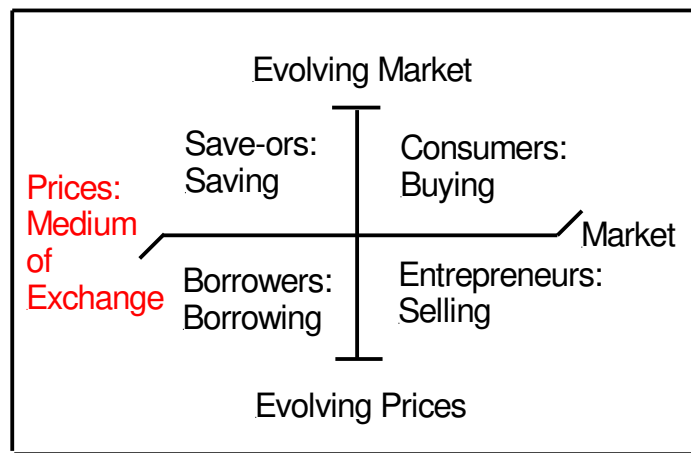 Evolving Market
Save-ors:
Saving
Consumers:
Buying
Prices:
Medium
of
Exchange
Market
Borrowers:
Borrowing
Entrepreneurs:
Selling
Evolving Prices